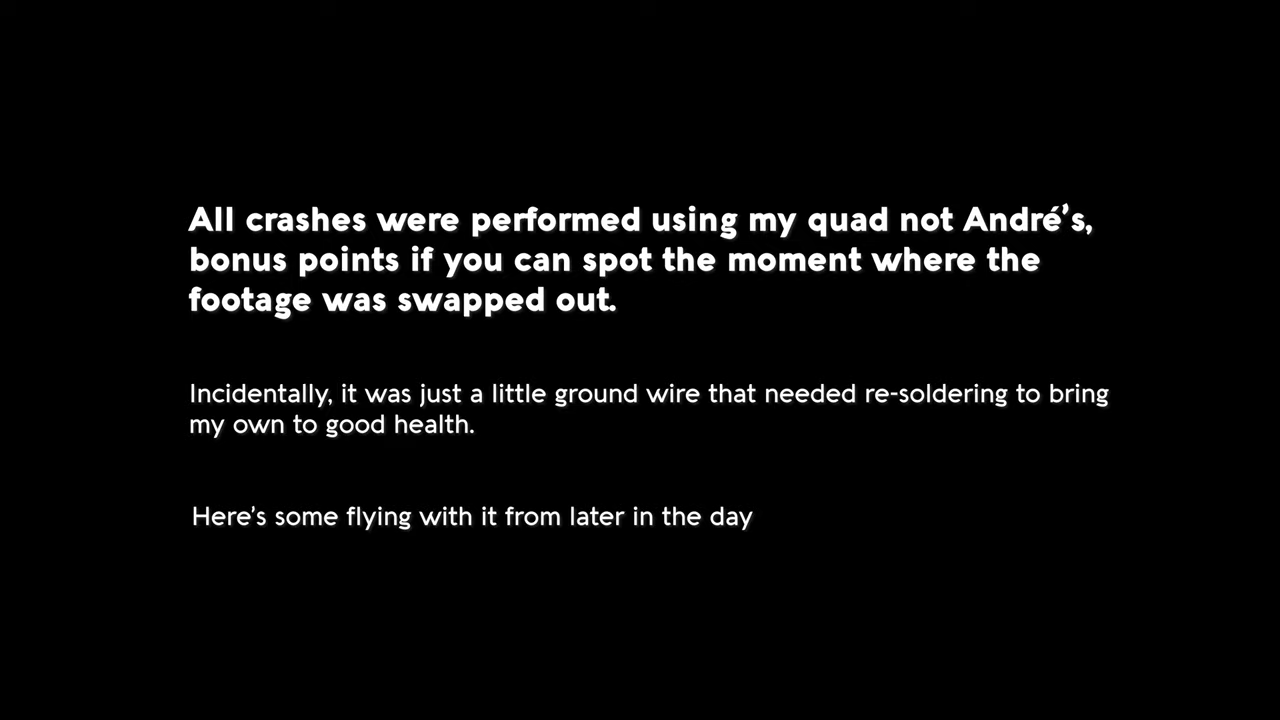 All crashes were performed using my quad not André's,
bonus points if you can spot the moment where the
footage was swapped out.
Incidentally, it was just a little ground wire that needed re-soldering to bring
my own to good health.
Here's some flying with it from later in the day